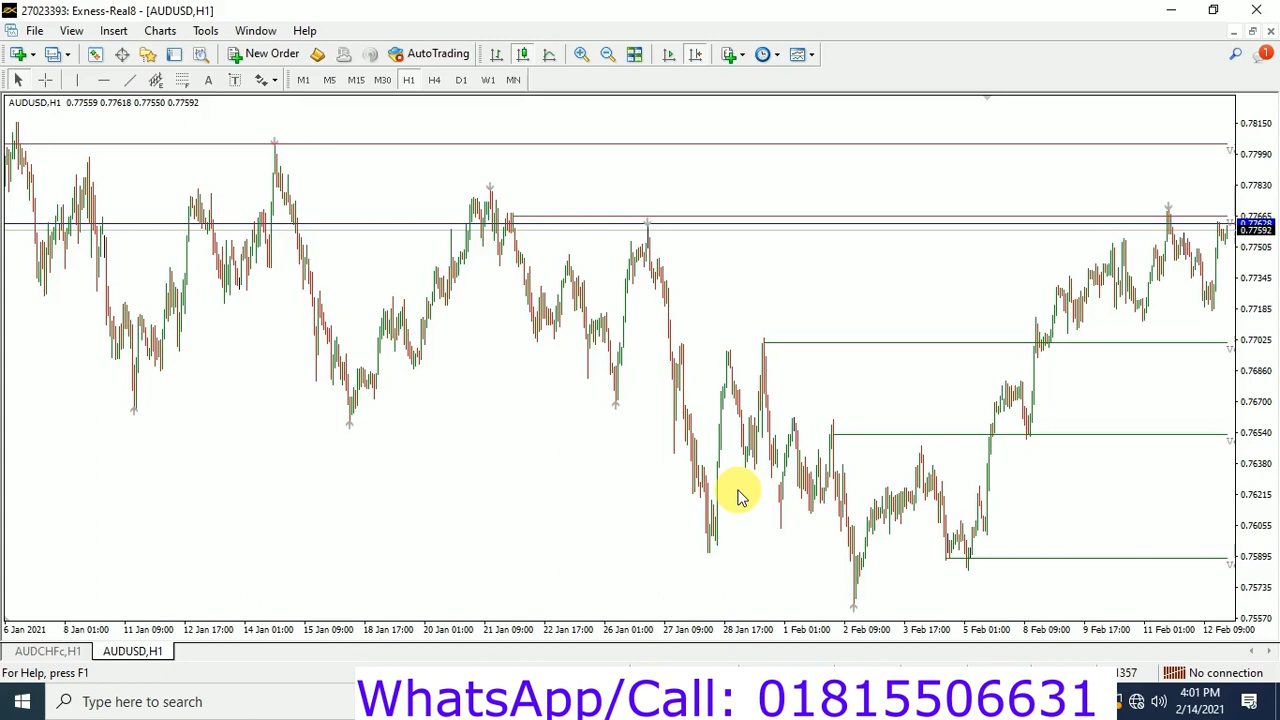 27023393: Exness-Real8 - [AUDUSD,H1]
File View Insert Charts Tools Window Help
New Order AutoTrading 1
A T M1 M5 M15 M30 H1 H4 D1 W1 MN
AUDUSD,H1 0.77559 0.77618 0.77550 0.77592
0.78150
0.77990
0.77830
0.77665
0.77628
0.77592
0.77505
0.77345
0.77185
0.77025
0.76860
0.76700
0.76540
0.76380
0.76215
0.76055
0.75895
0.75735
0.75570
6 Jan 2021 8 Jan 01:00 11 Jan 09:00 12 Jan 17:00 14 Jan 01:00 15 Jan 09:00 18 Jan 17:00 20 Jan 01:00 21 Jan 09:00 22 Jan 17:00 26 Jan 01:00 27 Jan 09:00 28 Jan 17:00 1 Feb 01:00 2 Feb 09:00 3 Feb 17:00 5 Feb 01:00 8 Feb 09:00 9 Feb 17:00 11 Feb 01:00 12 Feb 09:00
AUDCHFc,H1 AUDUSD,H1
For Help, press F1 1357 No connection
Type here to search
WhatsApp/Call: 01815506631
4:01 PM
2/14/2021